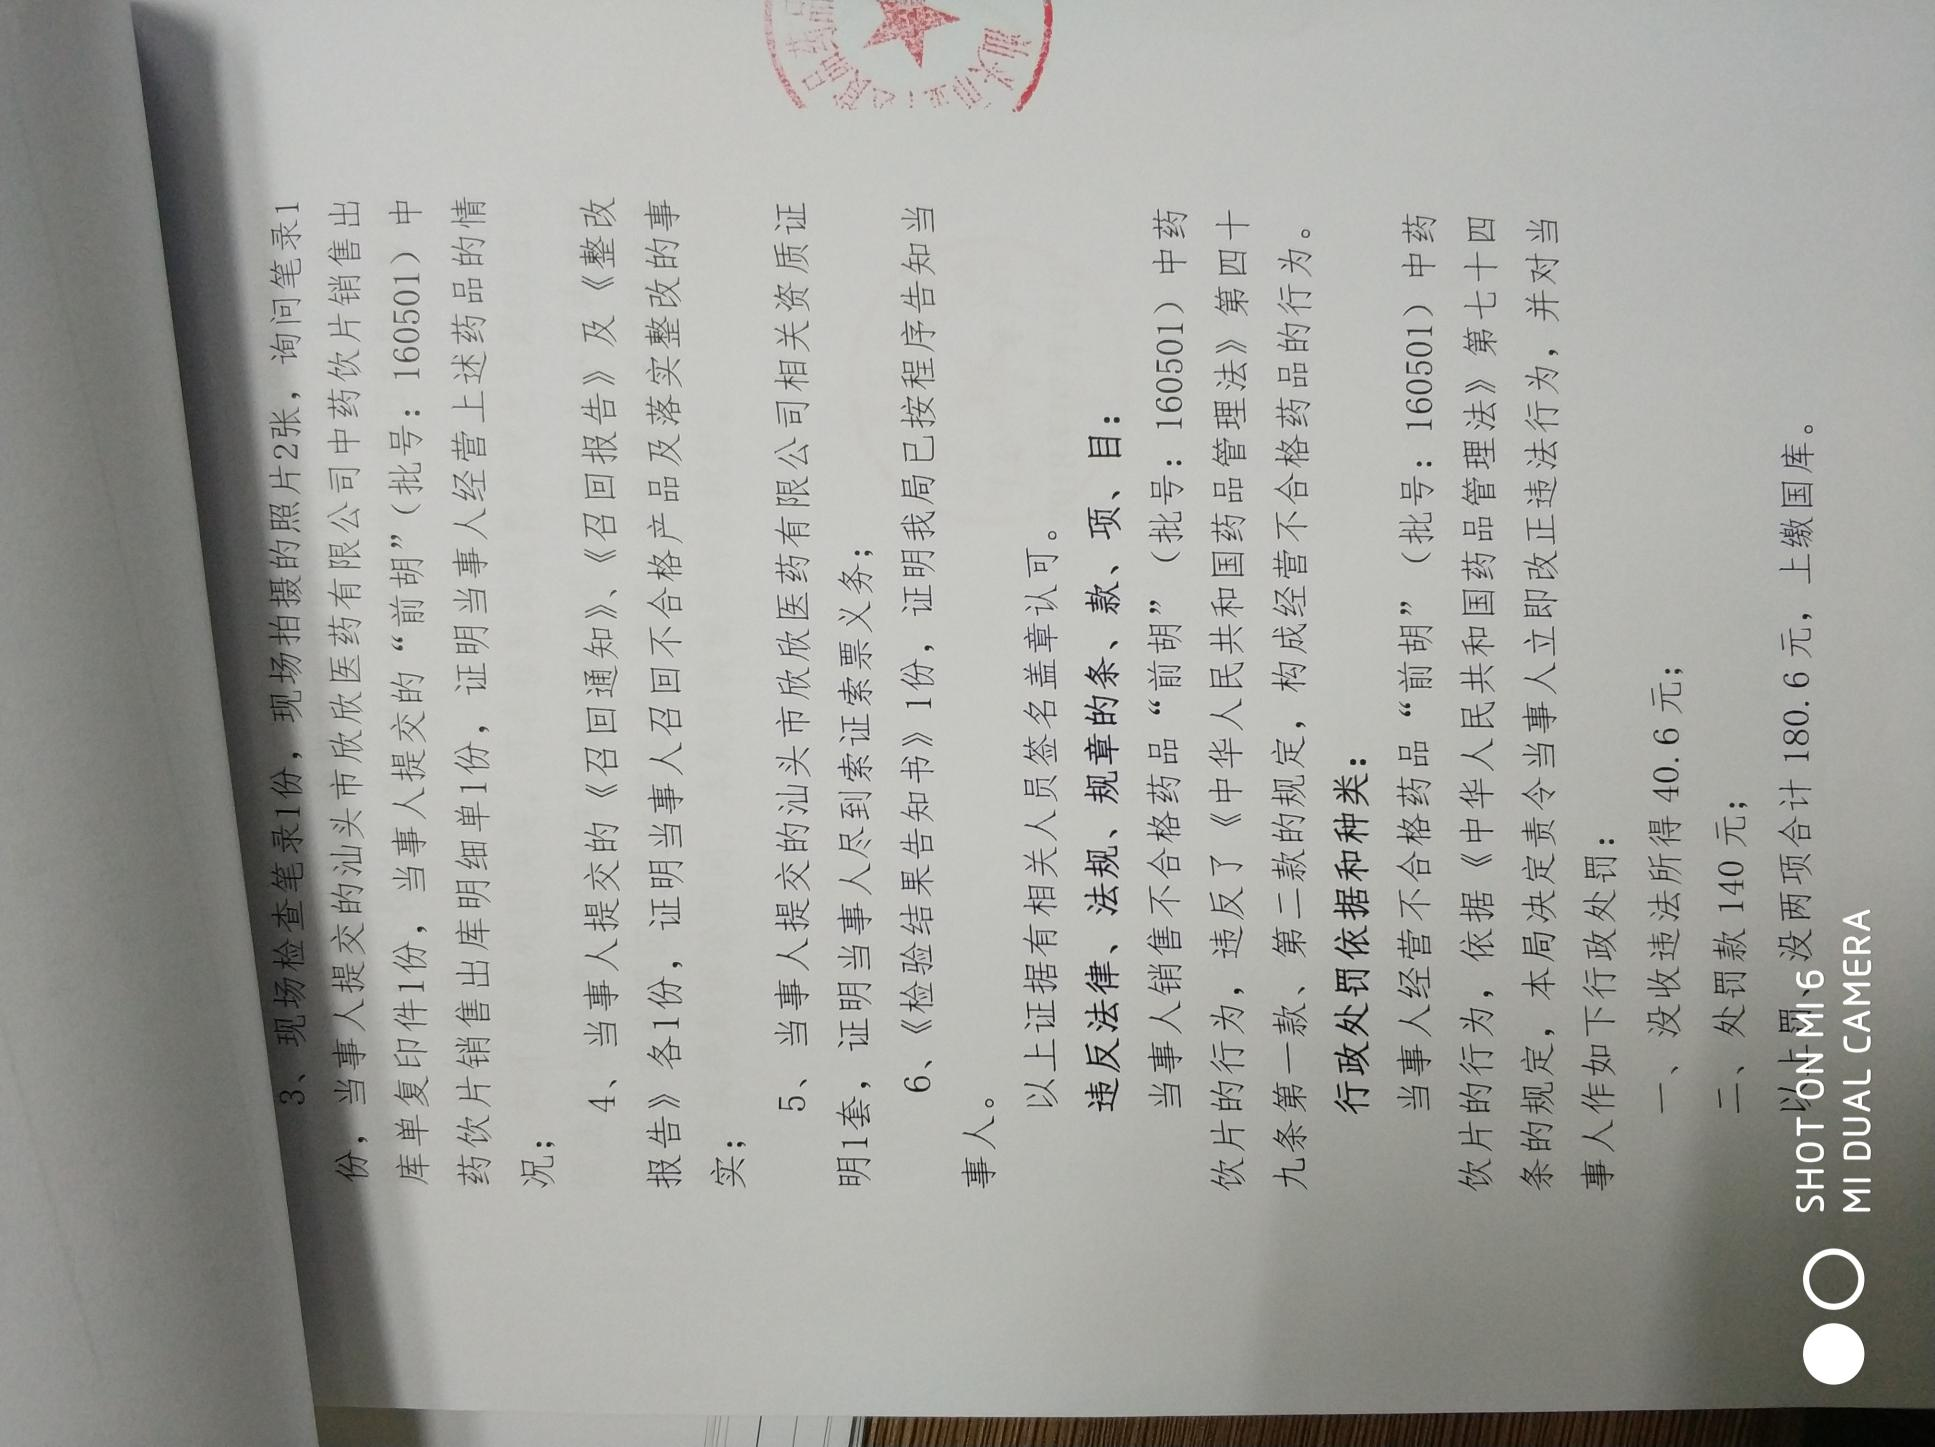 3、现场检查笔录1份，现场拍摄的照片2张，询问笔录1
份，当事人提交的汕头市欣欣医药有限公司中药饮片销售出
库单复印件1份，当事人提交的“前胡”（批号：160501）中
药饮片销售出库明细单1份，证明当事人经营上述药品的情
况；
4、当事人提交的《召回通知》、《召回报告》及《整改
报告》各1份，证明当事人召回不合格产品及落实整改的事
实；
5、当事人提交的汕头市欣欣医药有限公司相关资质证
明1套，证明当事人尽到索证索票义务；
6、《检验结果告知书》1份，证明我局已按程序告知当
事人。
以上证据有相关人员签名盖章认可。
违反法律、法规、规章的条、款、项、目：
当事人销售不合格药品“前胡”（批号：160501）中药
饮片的行为，违反了《中华人民共和国药品管理法》第四十
九条第一款、第二款的规定，构成经营不合格药品的行为。
行政处罚依据和种类：
当事人经营不合格药品“前胡”（批号：160501）中药
饮片的行为，依据《中华人民共和国药品管理法》第七十四
条的规定，本局决定责令当事人立即改正违法行为，并对当
事人作如下行政处罚：
一、没收违法所得 40.6 元；
二、处罚款 140 元；
以上罚、没两项合计 180.6 元，上缴国库。
汕头市
食品药品
SHOT ON MI 6
MI DUAL CAMERA